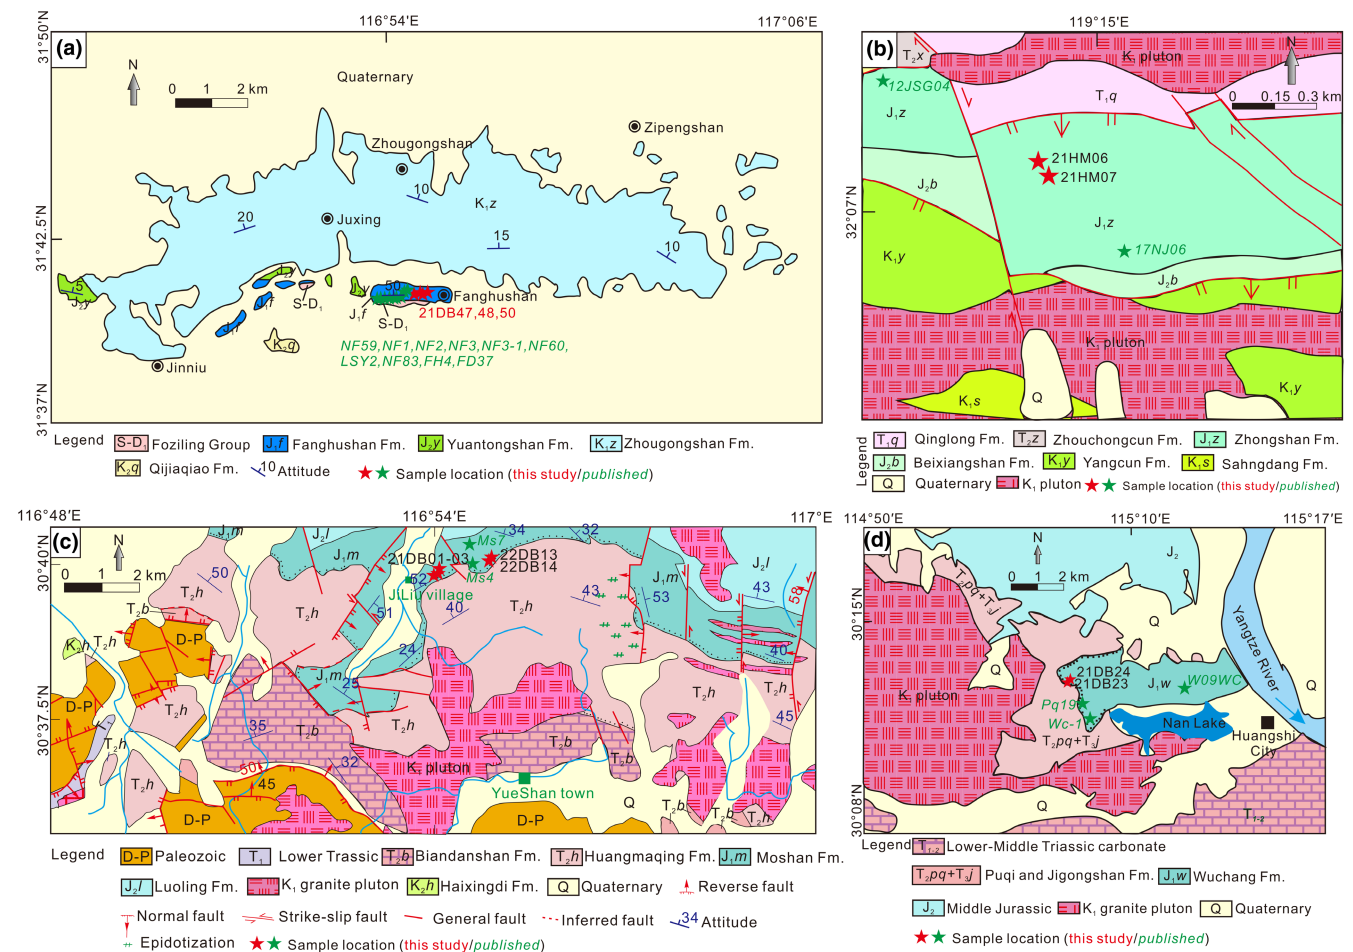 116°54′E
117°06′E
31°50′N
(a)
N
0 1 2 km
Quaternary
Zipengshan
Zhougongshan
10
K₁z
20
Juxing
15
10
31°42.5′N
5
J₂y
J₂y
J₁f
S-D₁
J₂y
50
Fanghushan
J₁f
S-D₁
21DB47,48,50
J₁f
K₂q
NF59,NF1,NF2,NF3,NF3-1,NF60,
LSY2,NF83,FH4,FD37
Jinniu
31°37′N
Legend
S-D₁ Foziling Group
J₁f Fanghushan Fm.
J₂y Yuantongshan Fm.
K₁z Zhougongshan Fm.
K₂q Qijiaqiao Fm.
10 Attitude
Sample location (this study/published)
119°15′E
(b)
T₂x
K₁ pluton
N
12JSG04
0 0.15 0.3 km
T₁q
J₁z
21HM06
21HM07
J₂b
32°07′N
J₁z
17NJ06
K₁y
J₂b
K₁ pluton
K₁s
Q
K₁y
Legend
T₁q Qinglong Fm.
T₂z Zhouchongcun Fm.
J₁z Zhongshan Fm.
J₂b Beixiangshan Fm.
K₁y Yangcun Fm.
K₁s Sahngdang Fm.
Q Quaternary
K₁ pluton
Sample location (this study/published)
116°48′E
116°54′E
117°E
(c)
N
0 1 2 km
30°40′N
J₁m
J₂l
J₁m
34
32
Ms7
21DB01-03
22DB13
22DB14
Ms4
52
JiLiu village
J₂l
J₁m
43
58
50
T₂h
T₂b
T₂h
51
40
T₂h
43
53
D-P
K₂h
T₂h
24
40
J₁m
25
D-P
T₂h
T₂h
T₂h
45
30°37.5′N
35
T₂b
T₂b
T₂h
32
K₁ pluton
T₂b
50
45
T₂h
YueShan town
Q
D-P
D-P
T₂b
T₂b
T₂h
Legend
D-P Paleozoic
T₁ Lower Trassic
T₂b Biandanshan Fm.
T₂h Huangmaqing Fm.
J₁m Moshan Fm.
J₂l Luoling Fm.
K₁ granite pluton
K₂h Haixingdi Fm.
Q Quaternary
Reverse fault
Normal fault
Strike-slip fault
General fault
Inferred fault
34 Attitude
Epidotization
Sample location (this study/published)
114°50′E
115°10′E
115°17′E
(d)
N
0 1 2 km
J₂
T₂pq+T₃j
30°15′N
Q
Yangtze River
Q
21DB24
21DB23
J₁w
W09WC
Q
K₁ pluton
Pq19
Wc-1
Nan Lake
T₂pq+T₃j
Huangshi
City
30°08′N
Q
T₁₋₂
Legend
T₁₋₂ Lower-Middle Triassic carbonate
T₂pq+T₃j Puqi and Jigongshan Fm.
J₁w Wuchang Fm.
J₂ Middle Jurassic
K₁ granite pluton
Q Quaternary
Sample location (this study/published)